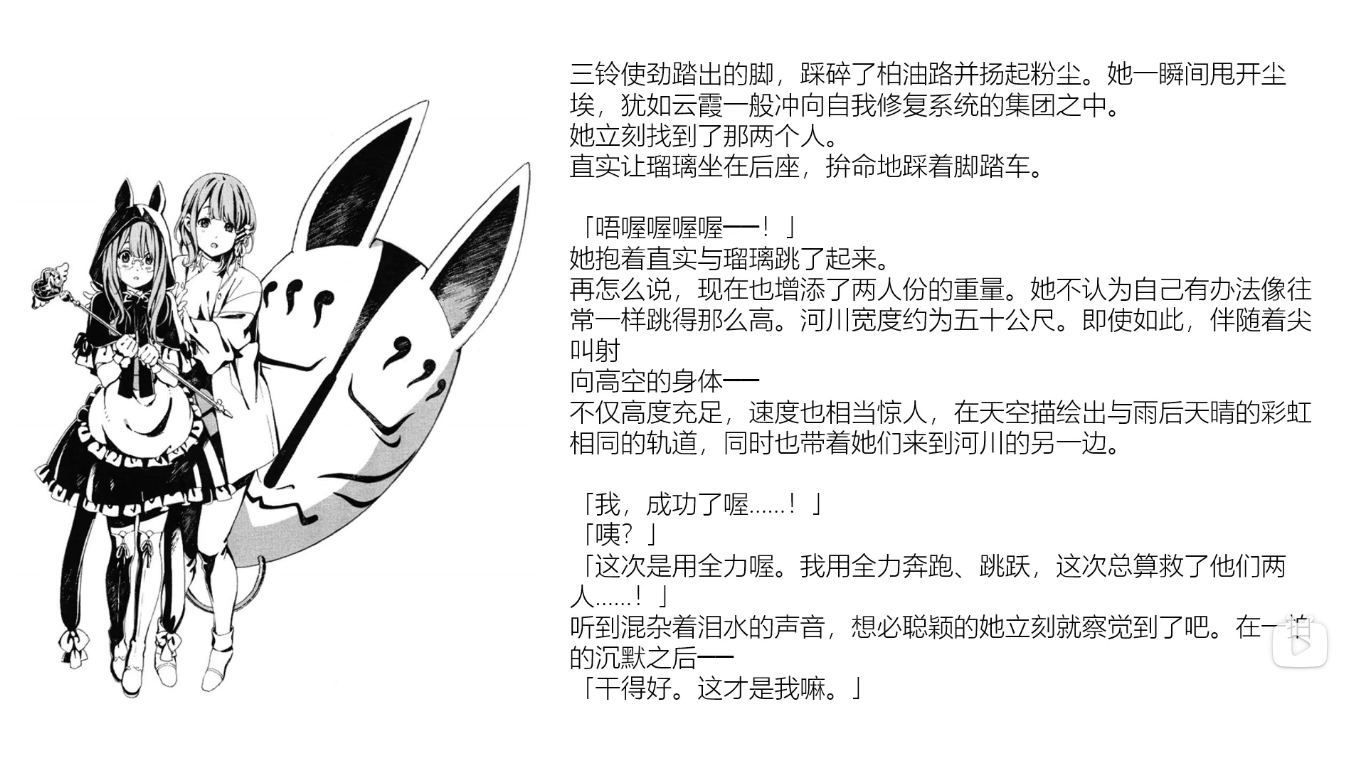 三铃使劲踏出的脚，踩碎了柏油路并扬起粉尘。她一瞬间甩开尘
埃，犹如云霞一般冲向自我修复系统的集团之中。
她立刻找到了那两个人。
直实让瑠璃坐在后座，拚命地踩着脚踏车。
「唔喔喔喔喔——！」
她抱着直实与瑠璃跳了起来。
再怎么说，现在也增添了两人份的重量。她不认为自己有办法像往
常一样跳得那么高。河川宽度约为五十公尺。即使如此，伴随着尖
叫射
向高空的身体——
不仅高度充足，速度也相当惊人，在天空描绘出与雨后天晴的彩虹
相同的轨道，同时也带着她们来到河川的另一边。
「我，成功了喔……！」
「咦？」
「这次是用全力喔。我用全力奔跑、跳跃，这次总算救了他们两
人……！」
听到混杂着泪水的声音，想必聪颖的她立刻就察觉到了吧。在一拍
的沉默之后——
「干得好。这才是我嘛。」